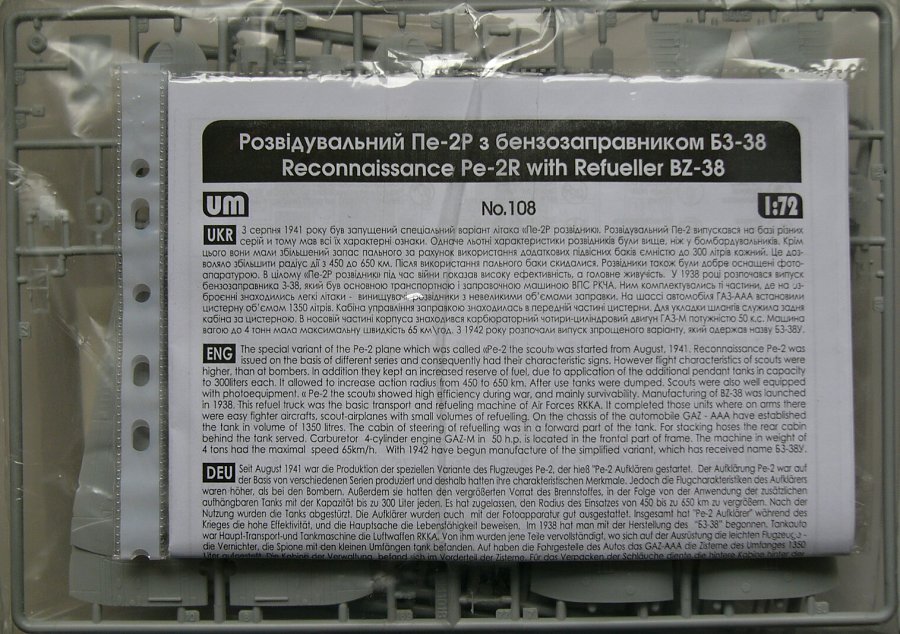 Розвідувальний Пе-2Р з бензозаправником БЗ-38
Reconnaissance Pe-2R with Refueller BZ-38
um
No.108
1:72
UKR З серпня 1941 року був запущений спеціальний варіант літака «Пе-2Р розвідник». Розвідувальний Пе-2 випускався на базі різних
серій и тому мав всі їх характерні ознаки. Одначе льотні характеристики розвідників були вище, ніж у бомбардувальників. Крім
цього вони мали збільшений запас пального за рахунок використання додаткових підвісних баків ємністю до 300 літрів кожний. Це доз-
воляло збільшити радіус дії з 450 до 650 км. Після використання пального баки скидалися. Розвідники також були добре оснащені фото-
апаратурою. В цілому «Пе-2Р розвідник» під час війни показав високу ефективність, а головне живучість. У 1938 році розпочався випуск
бензозаправника З-38, який був основною транспортною і заправочною машиною ВПС РКЧА. Ним комплектувались ті частини, де на оз-
броєнні знаходились легкі літаки - винищувачі, розвідники з невеликими об'ємами заправки. На шассі автомобіля ГАЗ-ААА встановили
цистерну об'ємом 1350 літрів. Кабіна управління заправкою знаходилась в передній частині цистерни. Для укладки шлангів служила задня
кабіна за цистерною. В носовій частині корпуса знаходився карбюраторний двигун ГАЗ-М потужністю 50 к.с. Машина
вагою до 4 тонн мала максимальну швидкість 65 км\год. З 1942 року розпочали випуск спрощеного варіанту, який одержав назву БЗ-38У.
ENG The special variant of the Pe-2 plane which was called «Pe-2 the scout» was started from August, 1941. Reconnaissance Pe-2 was
issued on the basis of different series and consequently had their characteristic signs. However flight characteristics of scouts were
higher, than at bombers. In addition they kept an increased reserve of fuel, due to application of the additional pendant tanks in capacity
to 300liters each. It allowed to increase action radius from 450 to 650 km. After use tanks were dumped. Scouts were also well equipped
with photoequipment. « Pe-2 the scout» showed high efficiency during war, and mainly survivability. Manufacturing of BZ-38 was launched
in 1938. This refuel truck was the basic transport and refueling machine of Air Forces RKKA. It completed those units where on arms there
were easy fighter aircrafts, scout-airplanes with small volumes of refuelling. On the chassis of the automobile GAZ - AAA have established
the tank in volume of 1350 litres. The cabin of steering of refuelling was in a forward part of the tank. For stacking hoses the rear cabin
behind the tank served. Carburetor 4-cylinder engine GAZ-M in 50 h.p. is located in the frontal part of frame. The machine in weight of
4 tons had the maximal speed 65km/h. With 1942 have begun manufacture of the simplified variant, which has received name БЗ-38У.
DEU Seit August 1941 war die Produktion der speziellen Variante des Flugzeuges Pe-2, der hieß "Pe-2 Aufklären" gestartet. Der Aufklärung Pe-2 war auf
der Basis von verschiedenen Serien produziert und deshalb hatten ihre charakteristischen Merkmale. Jedoch die Flugcharakteristiken des Aufklärers
waren höher, als bei den Bombern. Außerdem sie hatten den vergrößerten Vorrat des Brennstoffes, in der Folge von der Anwendung der zusätzlichen
aufhängbaren Tanks mit der Kapazität bis zu 300 Liter jeden. Es hat zugelassen, den Radius des Einsatzes von 450 bis zu 650 km zu vergrößern. Nach der
Nutzung wurden die Tanks abgestürzt. Die Aufklärer wurden auch mit der Fotoapparatur gut ausgestattet. Insgesamt hat "Pe-2 Aufklärer" während des
Krieges die hohe Effektivität, und die Hauptsache die Lebensfähigkeit beweisen. Im 1938 hat man mit der Herstellung des "БЗ-38" begonnen. Tankauto
war Haupt-Transport-und Tankmaschine die Luftwaffen RKKA. Von ihm wurden jene Teile vervollständigt, wo sich auf der Ausrüstung die leichten Flugzeuge
die Vernichter, die Spione mit den kleinen Umfängen tank befanden. Auf haben die Fahrgestelle des Autos das GAZ-AAA die Zisterne des Umfanges 1350
Liter aufgestellt. Die Kabine der Verwaltung befand sich im Vorderteil der Zisterne. Für das Verpacken der Schläuche diente die hintere Kabine hinter der